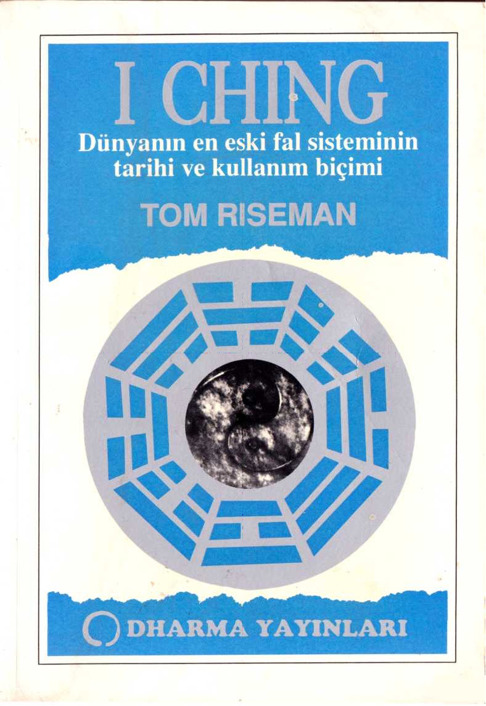 I CHING
Dünyanın en eski fal sisteminin
tarihi ve kullanım biçimi
TOM RISEMAN
DHARMA YAYINLARI